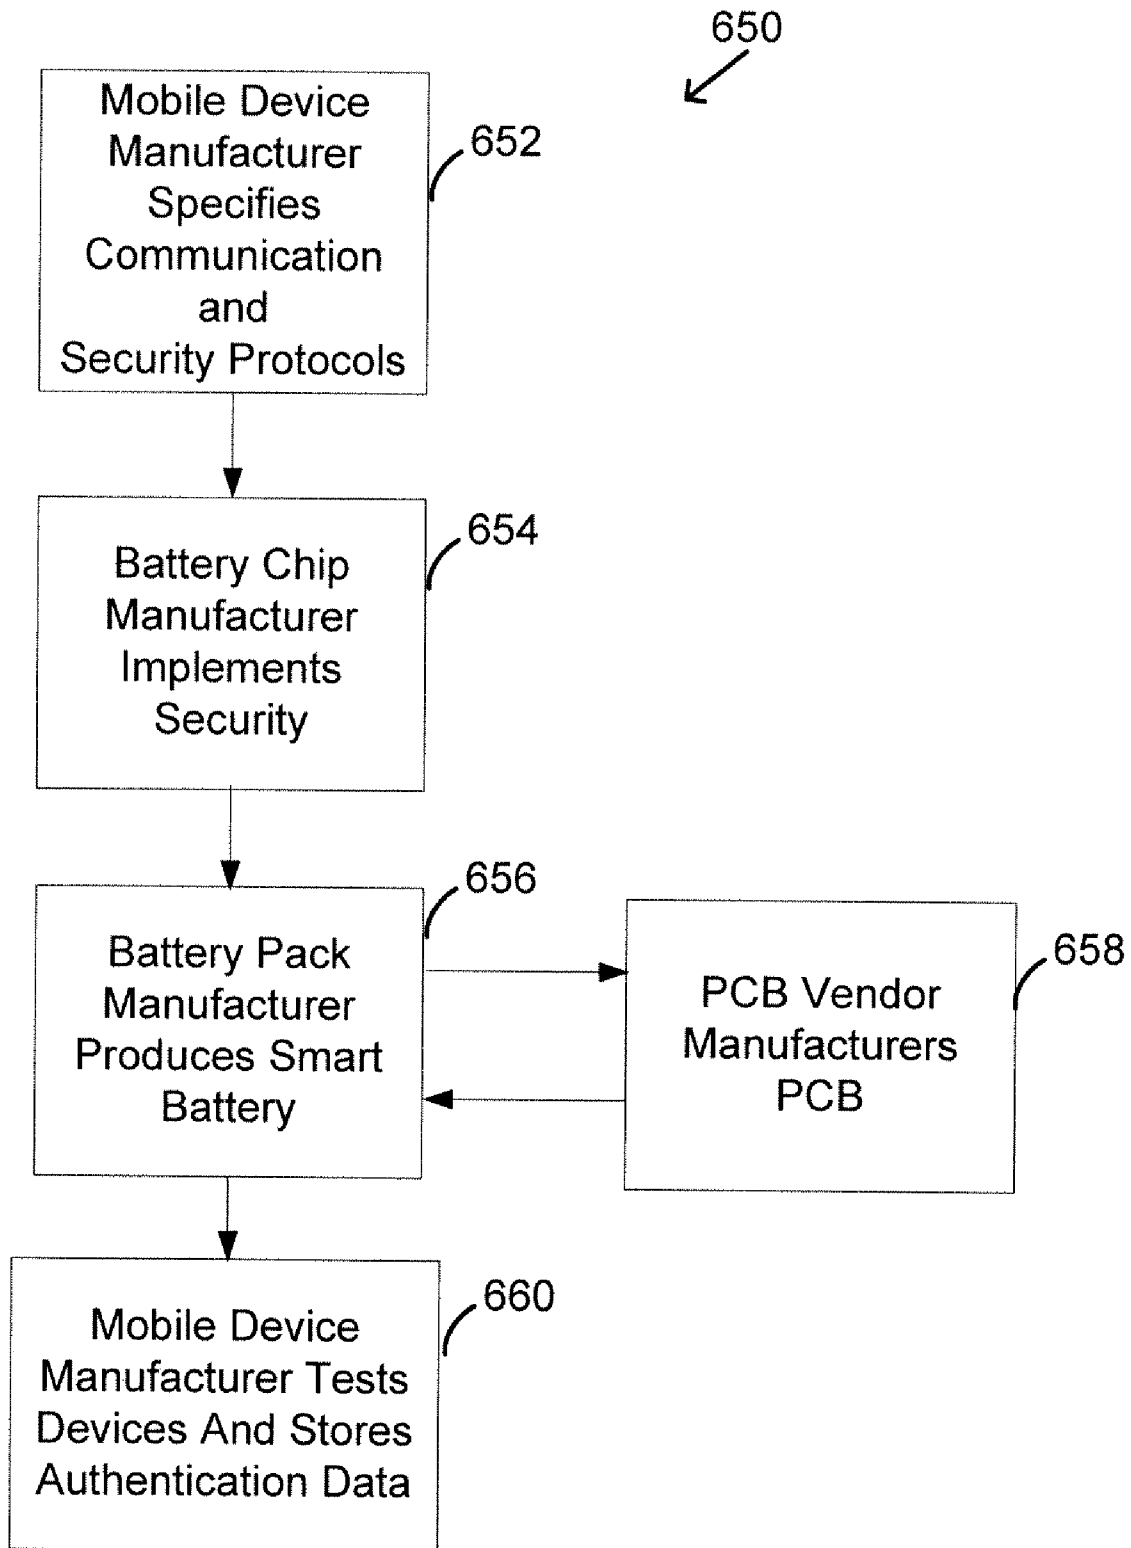 650
Mobile Device
Manufacturer
Specifies
Communication
and
Security Protocols
652
Battery Chip
Manufacturer
Implements
Security
654
Battery Pack
Manufacturer
Produces Smart
Battery
656
PCB Vendor
Manufacturers
PCB
658
Mobile Device
Manufacturer Tests
Devices And Stores
Authentication Data
660